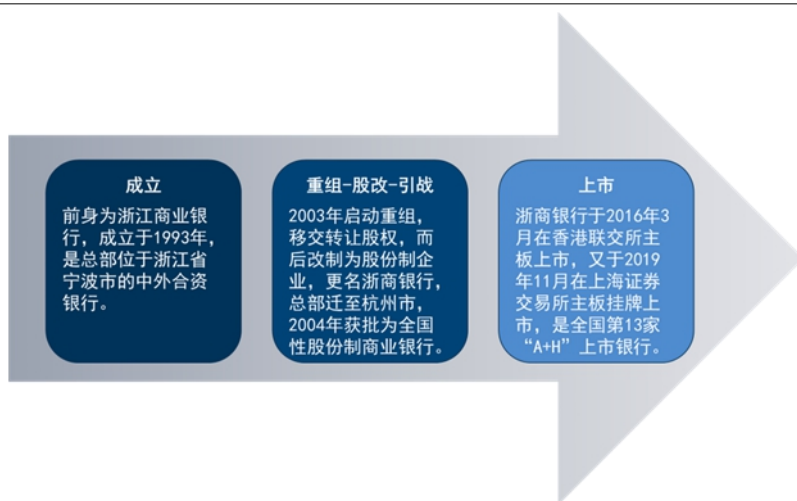 成立
前身为浙江商业银
行，成立于1993年，
是总部位于浙江省
宁波市的中外合资
银行。
重组-股改-引战
2003年启动重组，
移交转让股权，而
后改制为股份制企
业，更名浙商银行，
总部迁至杭州市，
2004年获批为全国
性股份制商业银行。
上市
浙商银行于2016年3
月在香港联交所主
板上市，又于2019
年11月在上海证券
交易所主板挂牌上
市，是全国第13家
“A+H”上市银行。